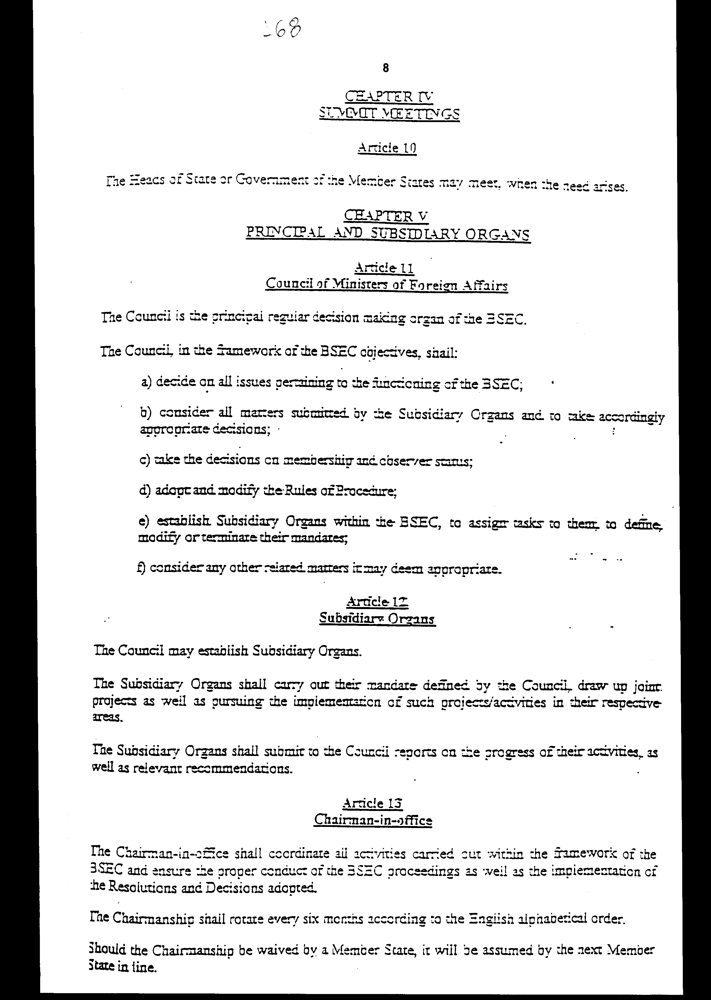 168
8
CHAPTER IV
SUMMIT MEETINGS
Article 10
The Heads of State or Government of the Member States may meet, when the need arises.
CHAPTER V
PRINCIPAL AND SUBSIDIARY ORGANS
Article 11
Council of Ministers of Foreign Affairs
The Council is the principal regular decision making organ of the BSEC.
The Council, in the framework of the BSEC objectives, shall:
a) decide on all issues pertaining to the functioning of the BSEC;
b) consider all matters submitted by the Subsidiary Organs and to take accordingly
appropriate decisions;
c) take the decisions on membership and observer status;
d) adopt and modify the Rules of Procedure;
e) establish Subsidiary Organs within the BSEC, to assign tasks to them, to define,
modify or terminate their mandates;
f) consider any other related matters it may deem appropriate.
Article 12
Subsidiary Organs
The Council may establish Subsidiary Organs.
The Subsidiary Organs shall carry out their mandate defined by the Council, draw up joint
projects as well as pursuing the implementation of such projects/activities in their respective
areas.
The Subsidiary Organs shall submit to the Council reports on the progress of their activities, as
well as relevant recommendations.
Article 13
Chairman-in-office
The Chairman-in-office shall coordinate all activities carried out within the framework of the
BSEC and ensure the proper conduct of the BSEC proceedings as well as the implementation of
the Resolutions and Decisions adopted.
The Chairmanship shall rotate every six months according to the English alphabetical order.
Should the Chairmanship be waived by a Member State, it will be assumed by the next Member
State in line.